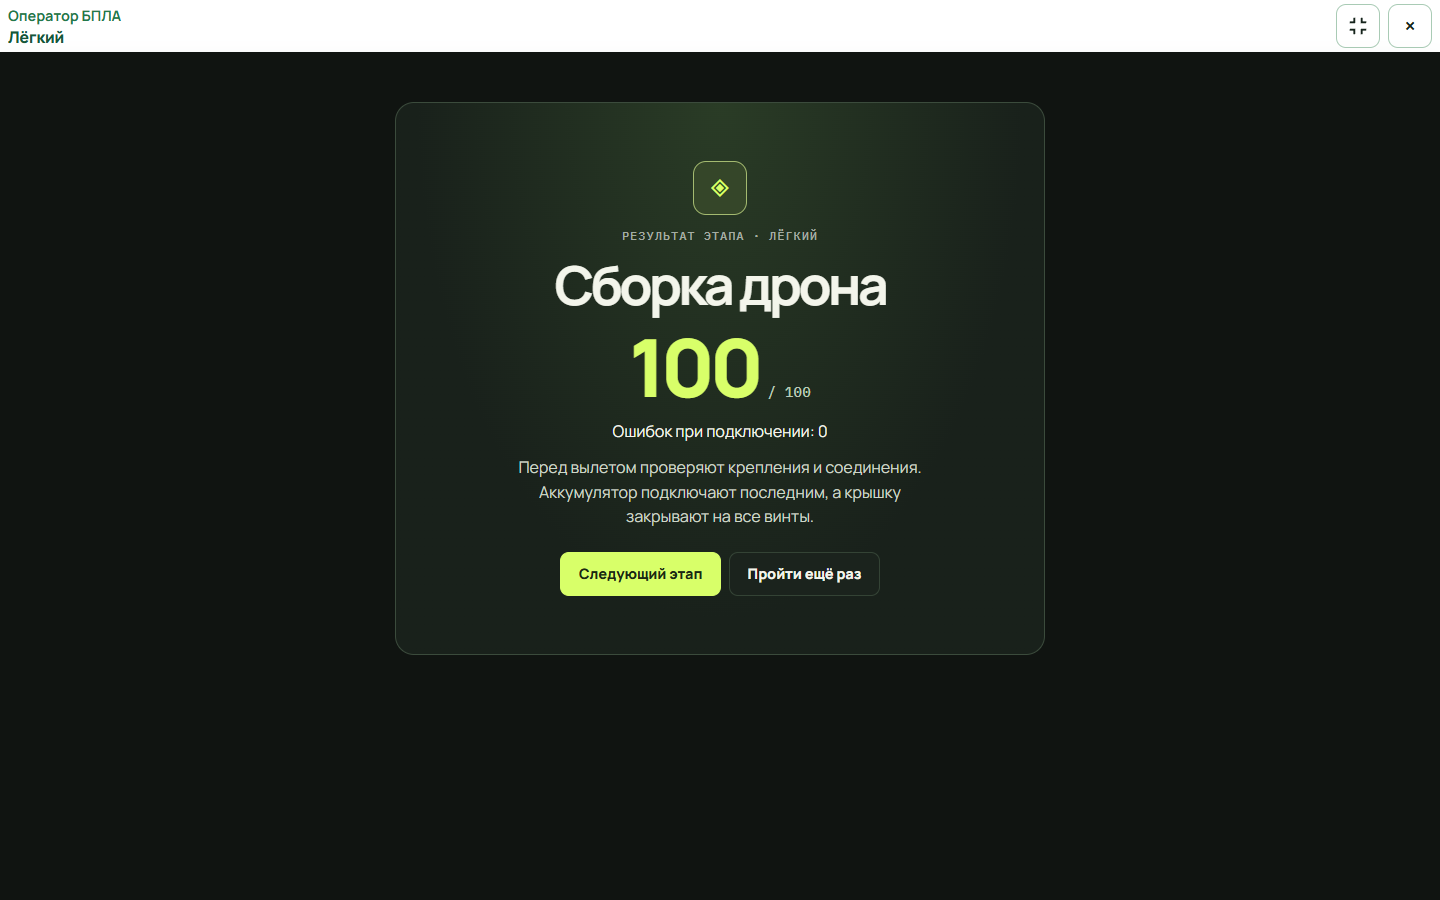 Оператор БПЛА
Лёгкий
×
РЕЗУЛЬТАТ ЭТАПА · ЛЁГКИЙ
Сборка дрона
100 / 100
Ошибок при подключении: 0
Перед вылетом проверяют крепления и соединения.
Аккумулятор подключают последним, а крышку
закрывают на все винты.
Следующий этап
Пройти ещё раз